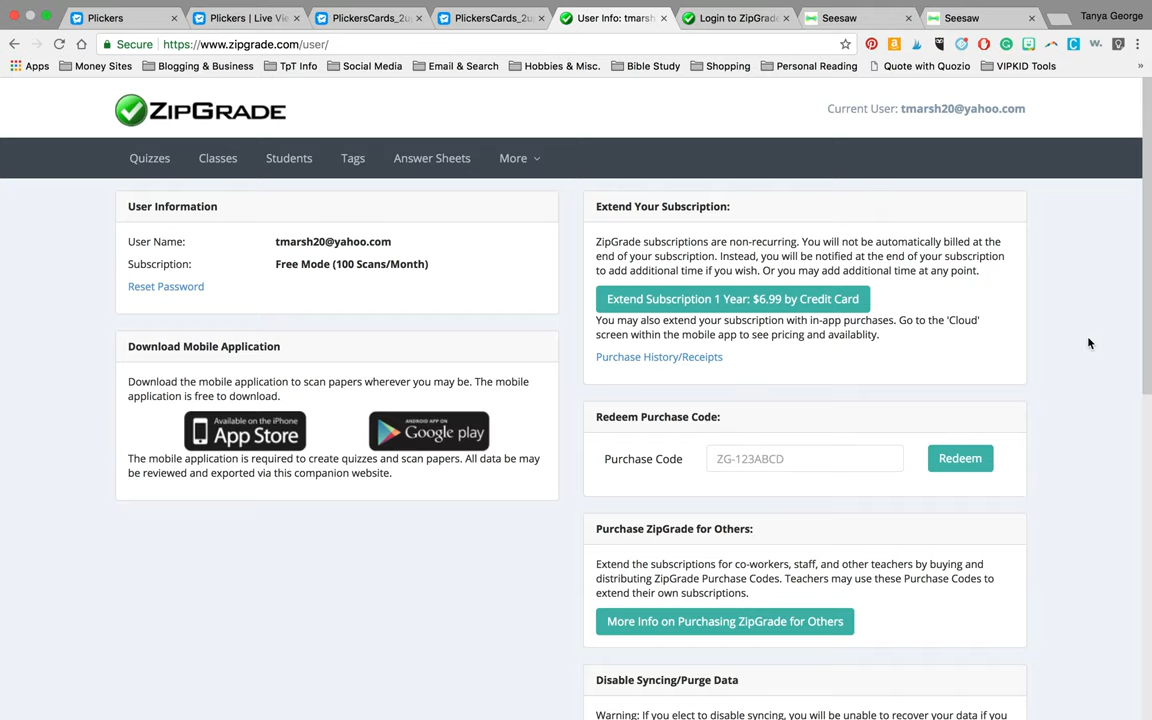 Plickers
Plickers | Live Vie
PlickersCards_2u
PlickersCards_2u
User Info: tmarsh
Login to ZipGrade
Seesaw
Seesaw
Tanya George
Secure
https://www.zipgrade.com/user/
Apps
Money Sites
Blogging & Business
TpT Info
Social Media
Email & Search
Hobbies & Misc.
Bible Study
Shopping
Personal Reading
Quote with Quozio
VIPKID Tools
»
ZIPGRADE
Current User: tmarsh20@yahoo.com
Quizzes
Classes
Students
Tags
Answer Sheets
More
User Information
User Name: tmarsh20@yahoo.com
Subscription: Free Mode (100 Scans/Month)
Reset Password
Download Mobile Application
Download the mobile application to scan papers wherever you may be. The mobile
application is free to download.
Available on the iPhone
App Store
ANDROID APP ON
Google play
The mobile application is required to create quizzes and scan papers. All data be may
be reviewed and exported via this companion website.
Extend Your Subscription:
ZipGrade subscriptions are non-recurring. You will not be automatically billed at the
end of your subscription. Instead, you will be notified at the end of your subscription
to add additional time if you wish. Or you may add additional time at any point.
Extend Subscription 1 Year: $6.99 by Credit Card
You may also extend your subscription with in-app purchases. Go to the 'Cloud'
screen within the mobile app to see pricing and availablity.
Purchase History/Receipts
Redeem Purchase Code:
Purchase Code
ZG-123ABCD
Redeem
Purchase ZipGrade for Others:
Extend the subscriptions for co-workers, staff, and other teachers by buying and
distributing ZipGrade Purchase Codes. Teachers may use these Purchase Codes to
extend their own subscriptions.
More Info on Purchasing ZipGrade for Others
Disable Syncing/Purge Data
Warning: If you elect to disable syncing, you will be unable to recover your data if you